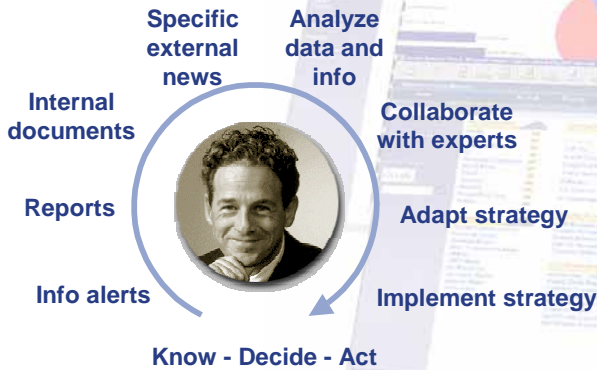 Specific
external
news
Analyze
data and
info
Internal
documents
Collaborate
with experts
Reports
Adapt strategy
Info alerts
Implement strategy
Know - Decide - Act